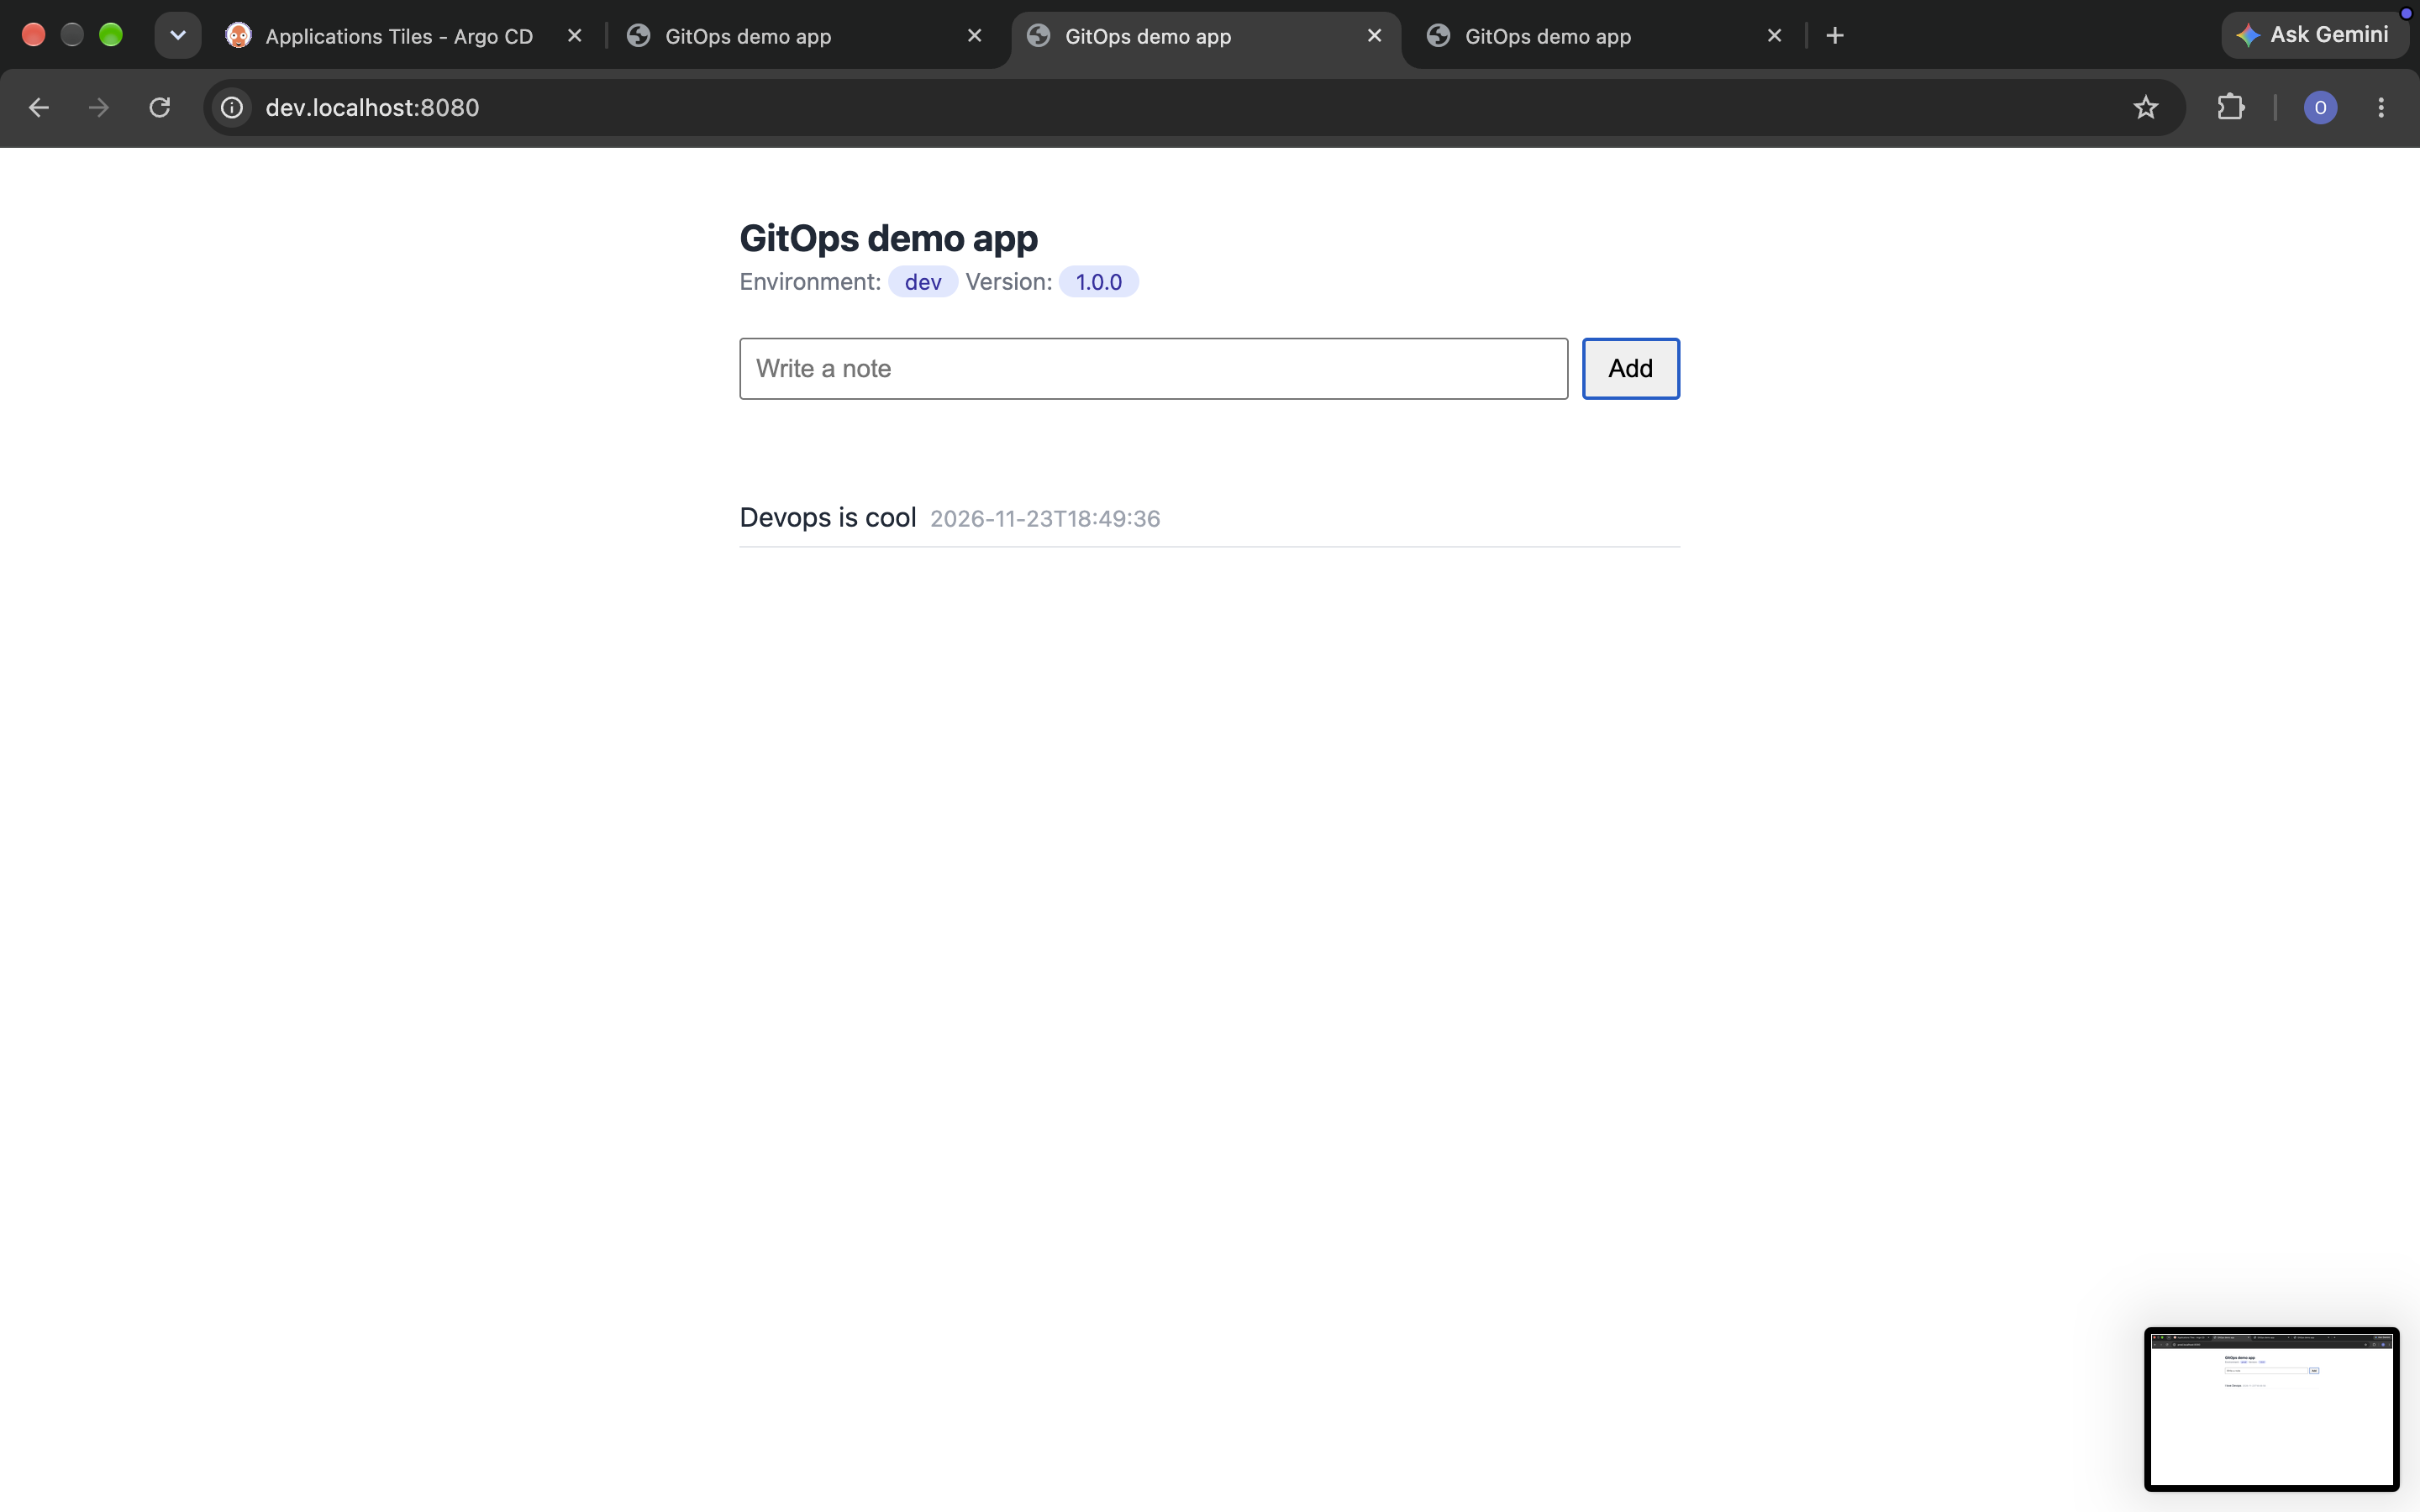 Applications Tiles - Argo CD
GitOps demo app
GitOps demo app
GitOps demo app
Ask Gemini
dev.localhost:8080
O
GitOps demo app
Environment: dev Version: 1.0.0
Write a note
Add
Devops is cool 2026-11-23T18:49:36